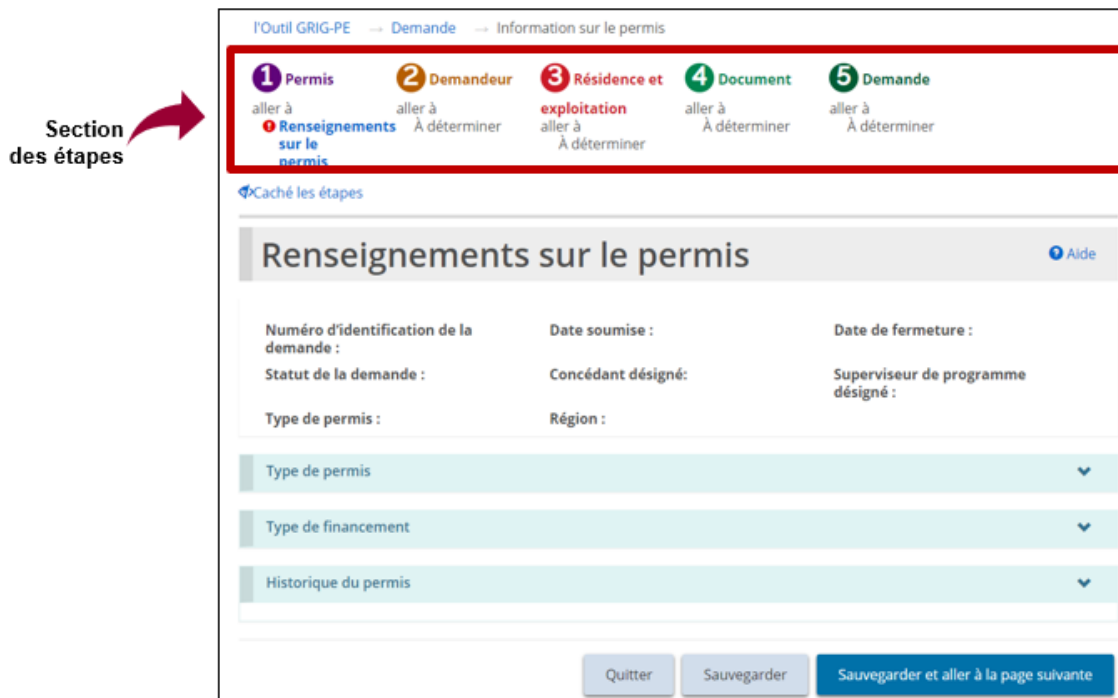 l'Outil GRIG-PE → Demande → Information sur le permis
1 Permis
aller à
Renseignements
sur le
permis
2 Demandeur
aller à
À déterminer
3 Résidence et
exploitation
aller à
À déterminer
4 Document
aller à
À déterminer
5 Demande
aller à
À déterminer
Section
des étapes
Caché les étapes
Renseignements sur le permis
Aide
Numéro d'identification de la
demande :
Date soumise :
Date de fermeture :
Statut de la demande :
Concédant désigné:
Superviseur de programme
désigné :
Type de permis :
Région :
Type de permis
Type de financement
Historique du permis
Quitter
Sauvegarder
Sauvegarder et aller à la page suivante